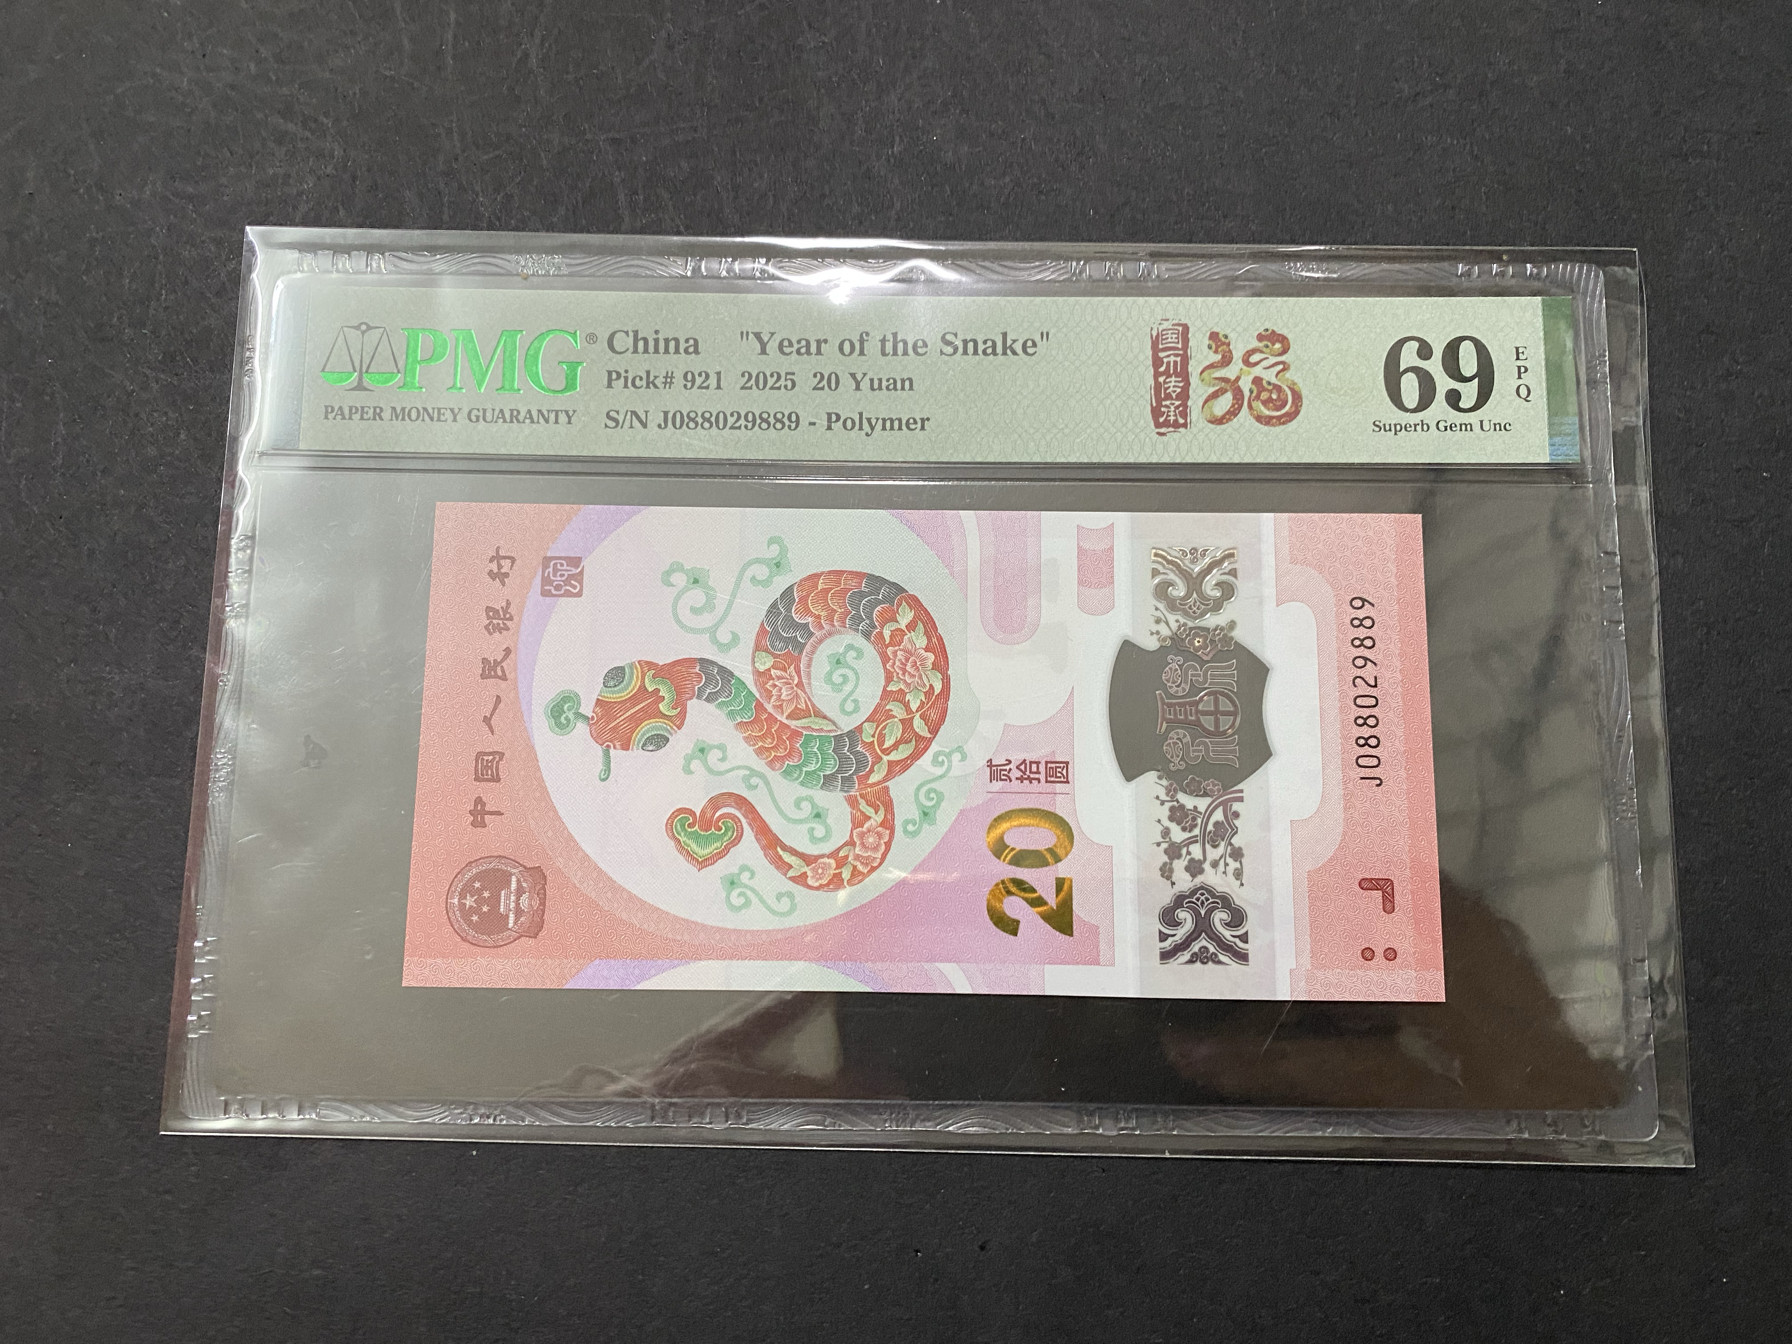 PMG®
PAPER MONEY GUARANTY
China "Year of the Snake"
Pick# 921 2025 20 Yuan
S/N J088029889 - Polymer
国币传承
福
69
EPQ
Superb Gem Unc
中国人民银行
贰拾圆
20
J088029889